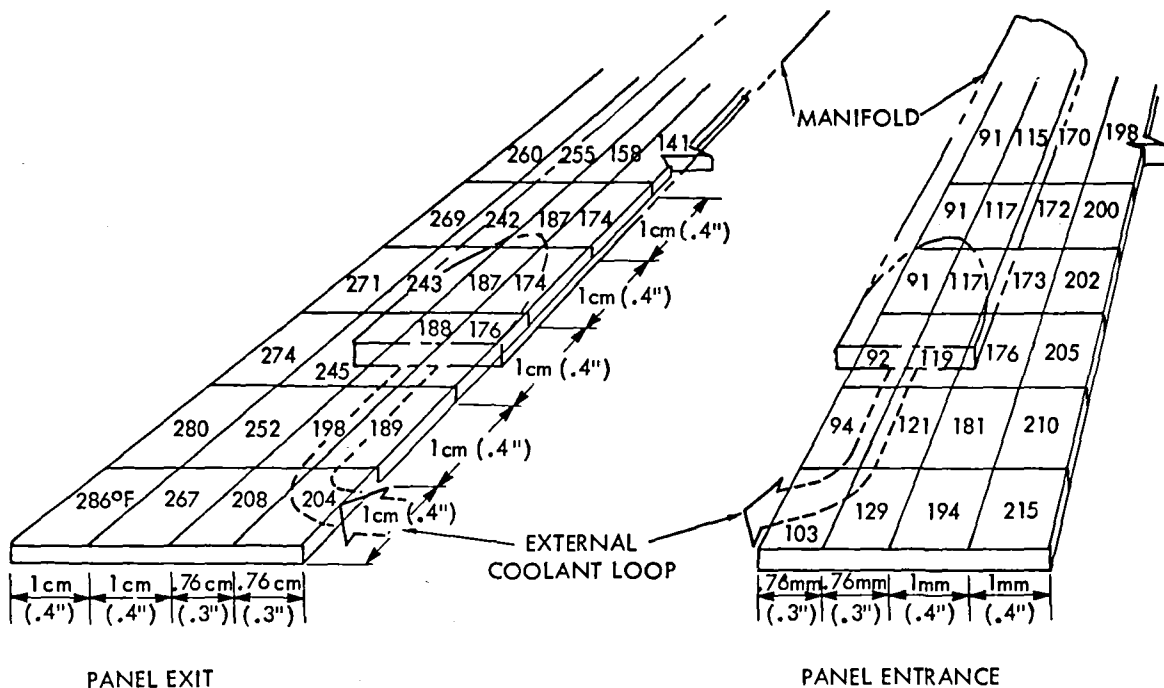 MANIFOLD
260 255 158 141
269 242 187 174
271 243 187 174
274 245 188 176
280 252 198 189
286°F 267 208 204
1cm (.4")
1cm (.4")
1cm (.4")
1cm (.4")
1cm (.4")
1cm (.4") 1cm (.4") .76cm (.3") .76cm (.3")
PANEL EXIT
EXTERNAL
COOLANT LOOP
91 115 170 198
91 117 172 200
91 117 173 202
92 119 176 205
94 121 181 210
103 129 194 215
.76mm (.3") .76mm (.3") 1mm (.4") 1mm (.4")
PANEL ENTRANCE